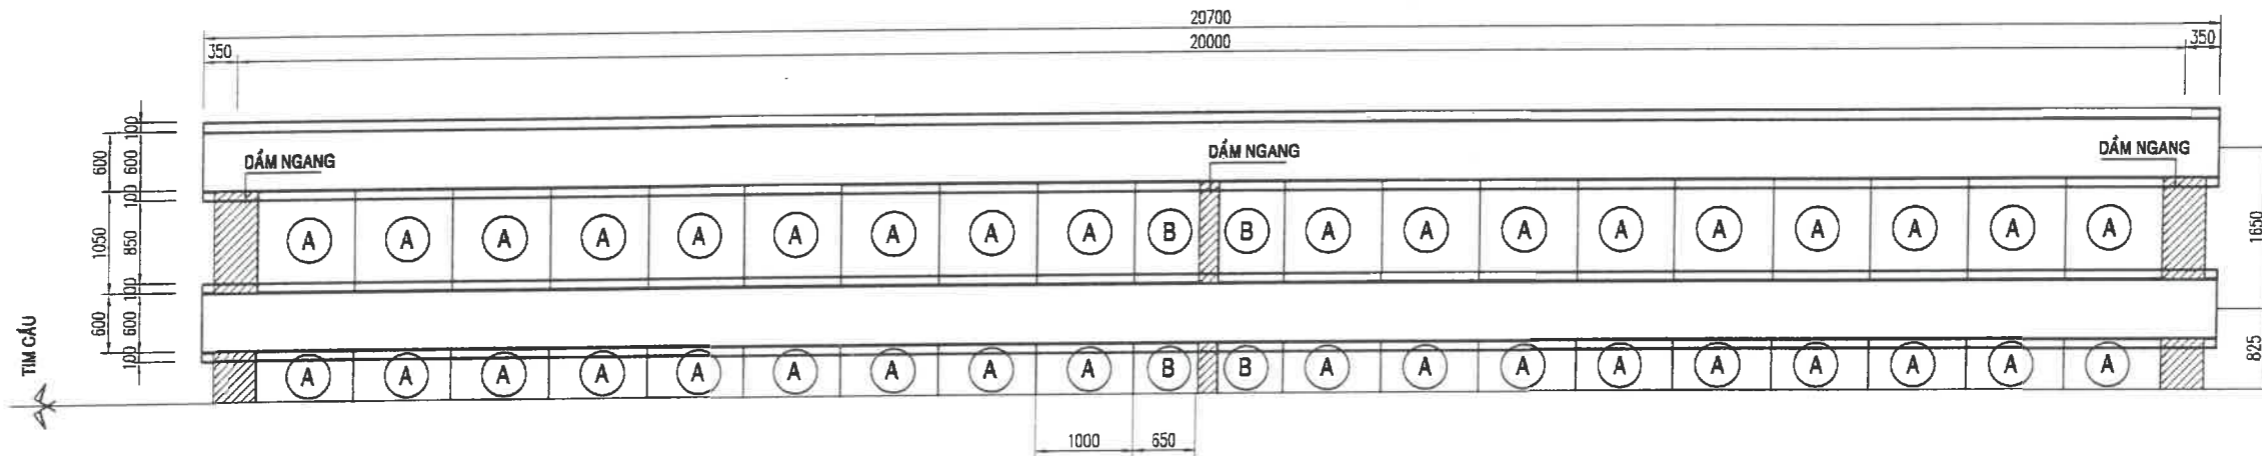 20700
350 20000 350
100
600 600
DẦM NGANG DẦM NGANG DẦM NGANG
100
1050 850
A A A A A A A A A B B A A A A A A A A A
1650
100
600 600
100
TIM CẦU
A A A A A A A A A B B A A A A A A A A A
825
1000 650